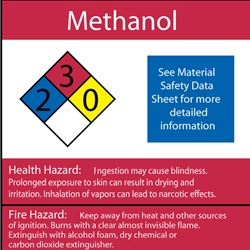 Methanol
3
2
0
See Material
Safety Data
Sheet for more
detailed
information
Health Hazard: Ingestion may cause blindness.
Prolonged exposure to skin can result in drying and
irritation. Inhalation of vapors can lead to narcotic effects.
Fire Hazard: Keep away from heat and other sources
of ignition. Burns with a clear almost invisible flame.
Extinguish with alcohol foam, dry chemical or
carbon dioxide extinguisher.